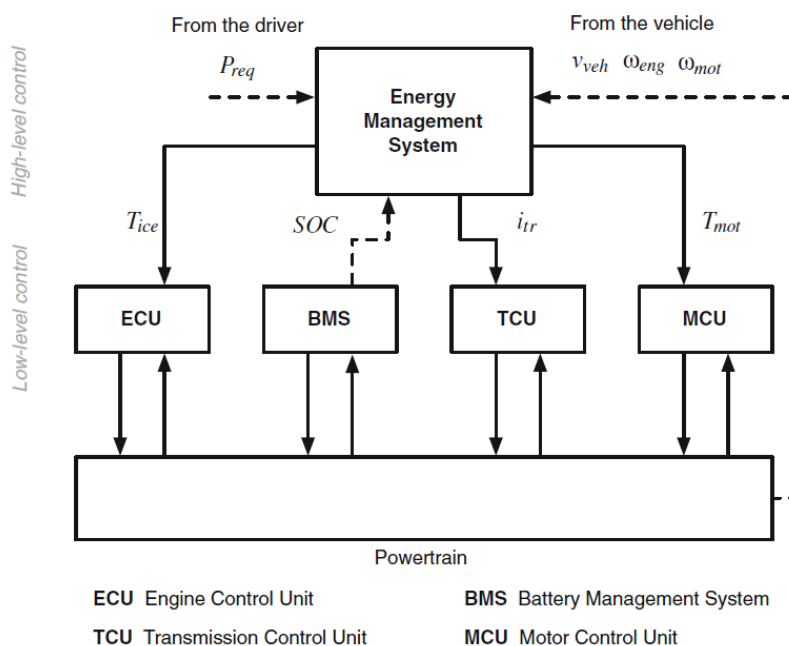 From the driver
From the vehicle
P_req
v_veh ω_eng ω_mot
Energy
Management
System
High-level control
T_ice
SOC
i_tr
T_mot
Low-level control
ECU
BMS
TCU
MCU
Powertrain
ECU Engine Control Unit
BMS Battery Management System
TCU Transmission Control Unit
MCU Motor Control Unit